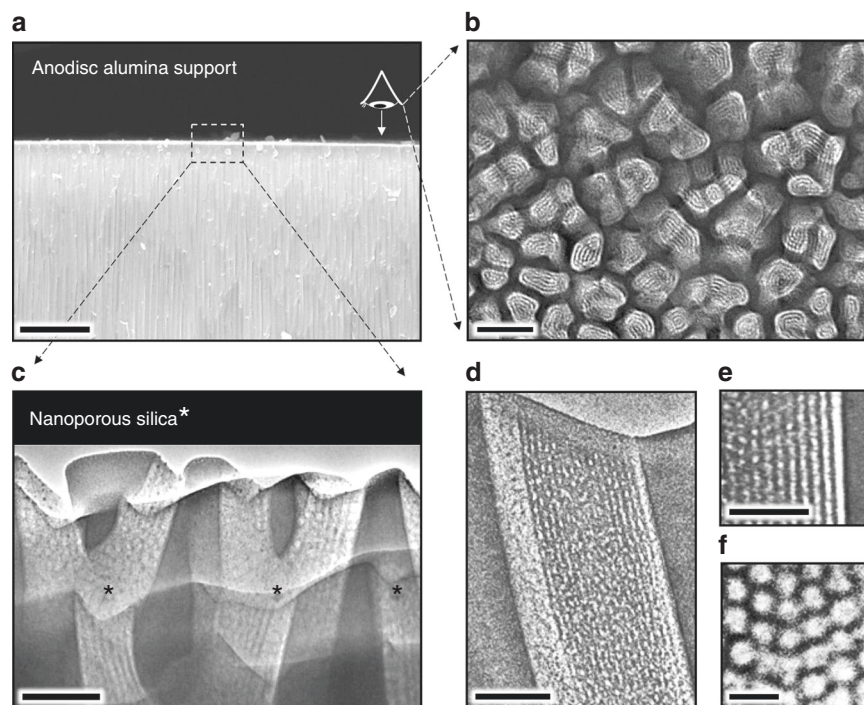 a
Anodisc alumina support
b
c
Nanoporous silica*
*
*
*
d
e
f